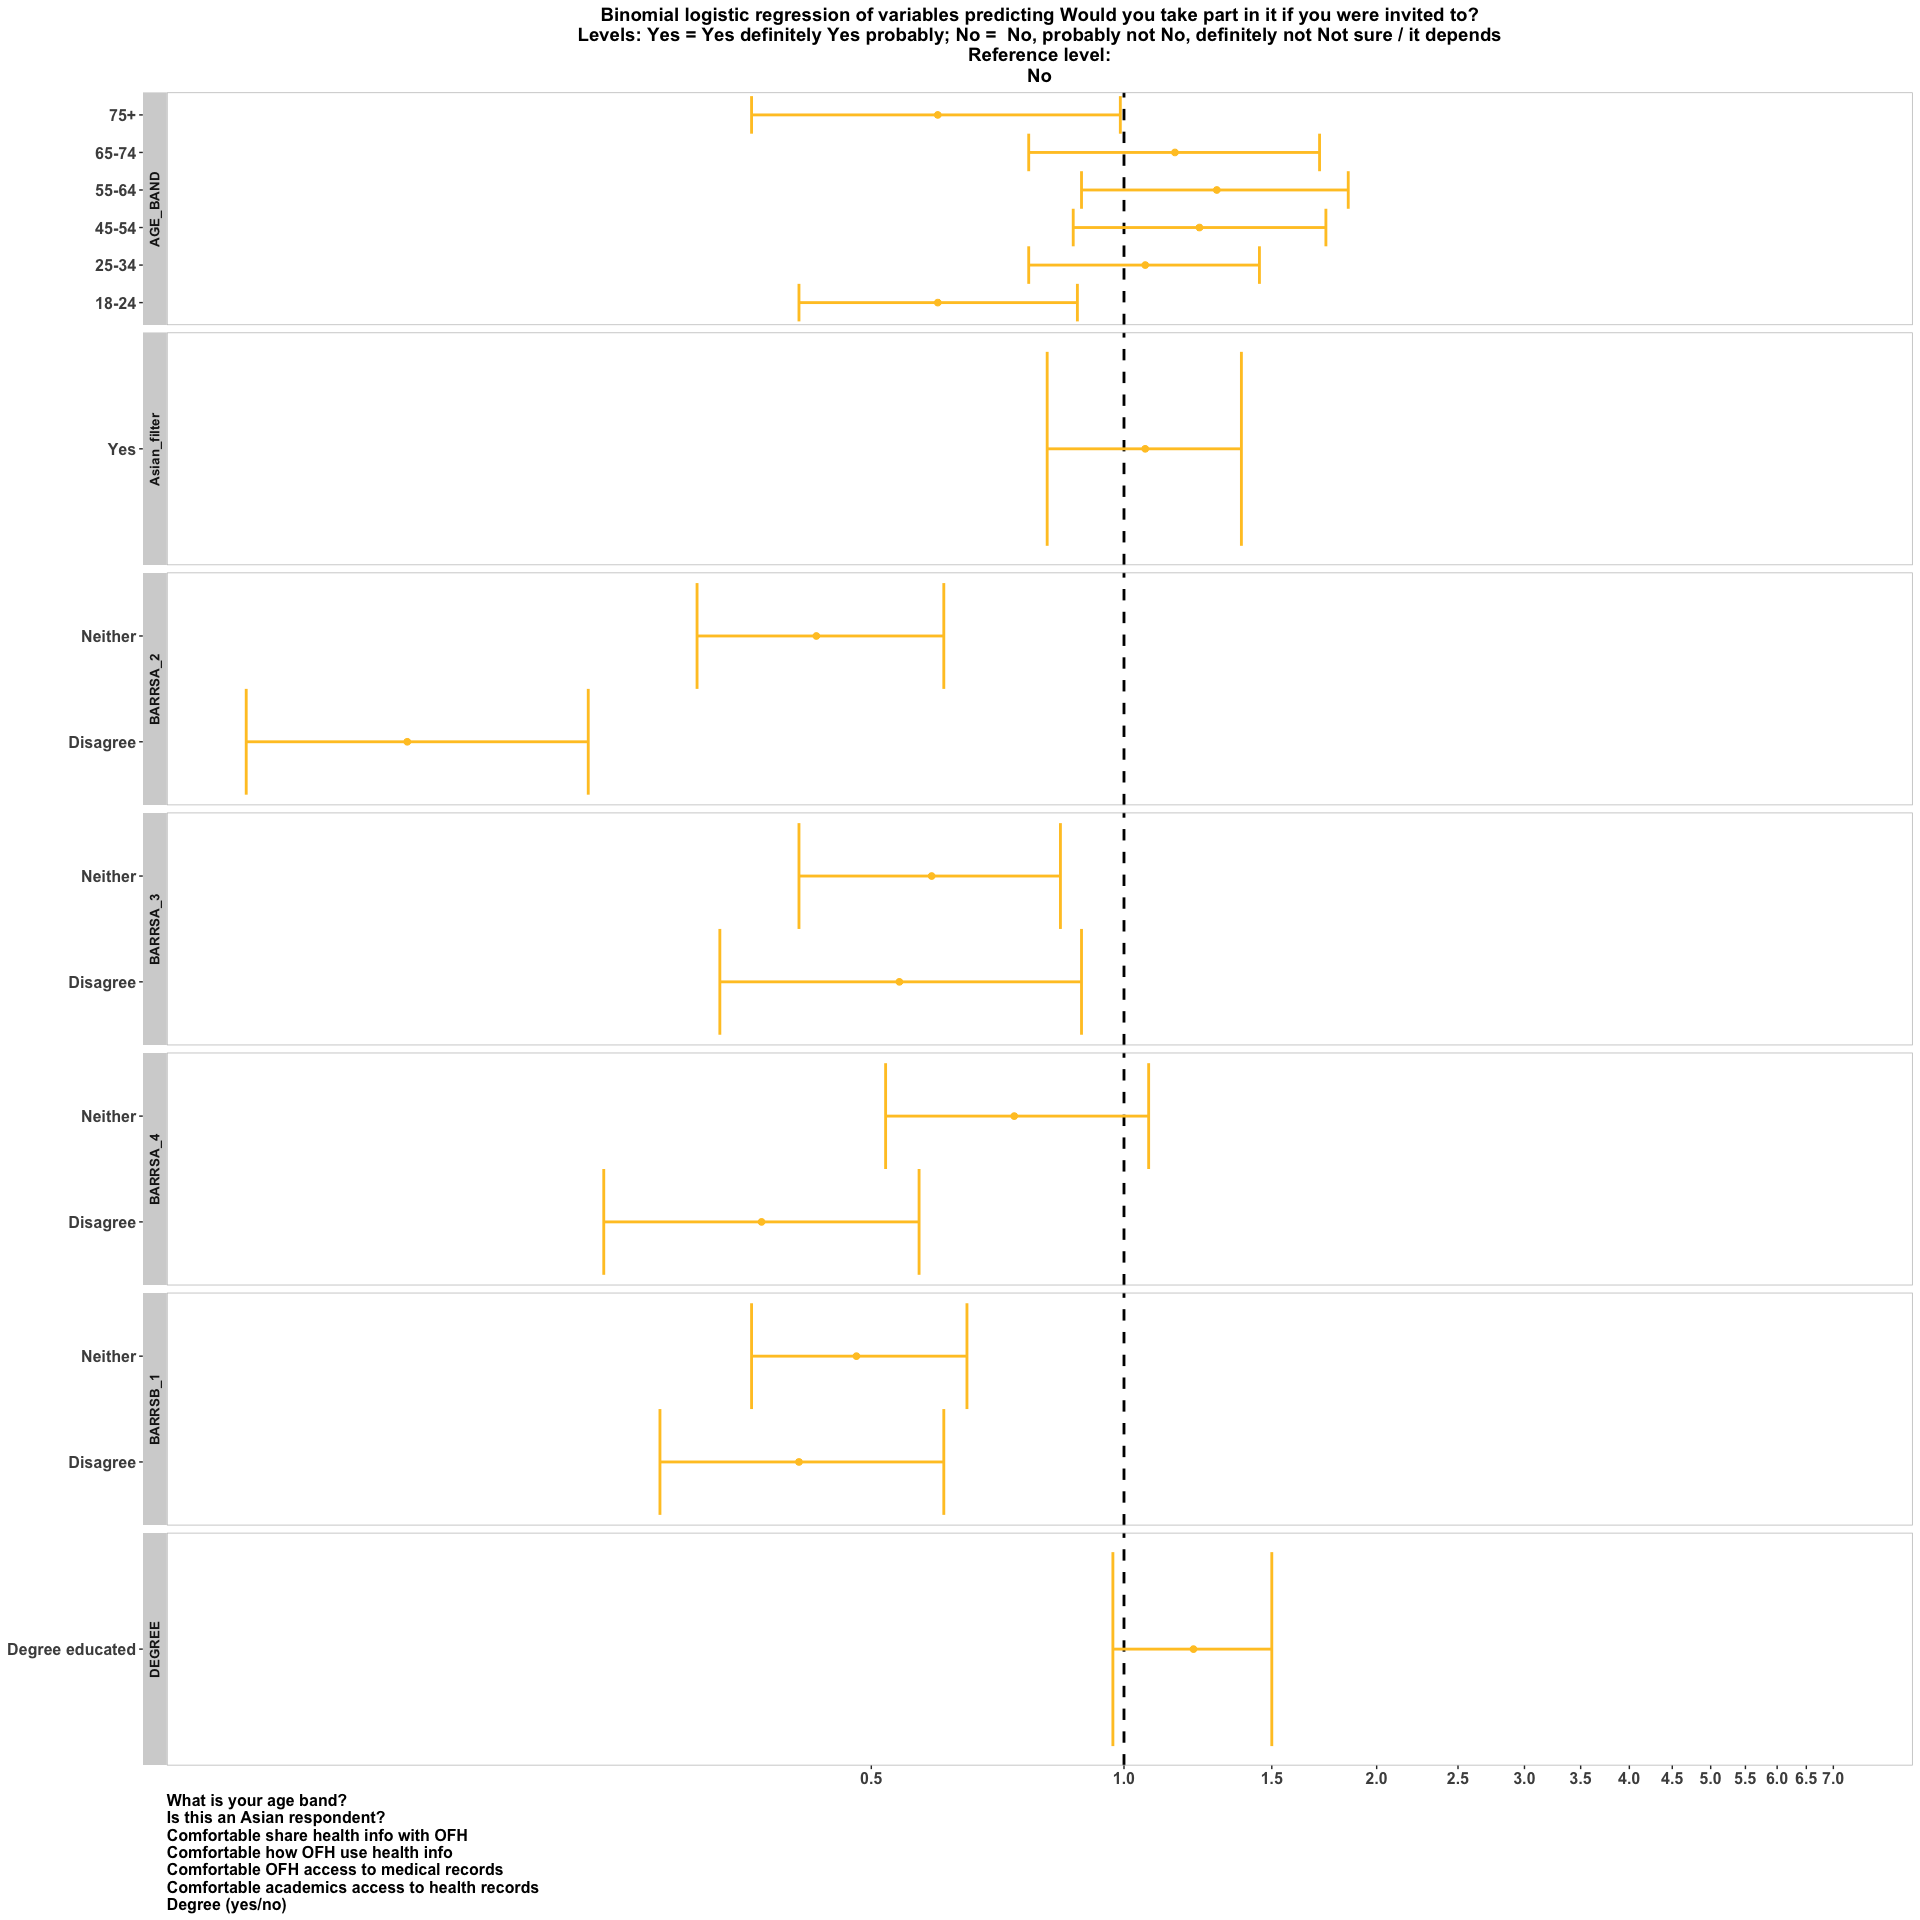 Binomial logistic regression of variables predicting Would you take part in it if you were invited to?
Levels: Yes = Yes definitely Yes probably; No =  No, probably not No, definitely not Not sure / it depends
Reference level:
No
AGE_BAND
75+
65-74
55-64
45-54
25-34
18-24
Asian_filter
Yes
BARRSA_2
Neither
Disagree
BARRSA_3
Neither
Disagree
BARRSA_4
Neither
Disagree
BARRSB_1
Neither
Disagree
DEGREE
Degree educated
0.5 1.0 1.5 2.0 2.5 3.0 3.5 4.0 4.5 5.0 5.5 6.0 6.5 7.0
What is your age band?
Is this an Asian respondent?
Comfortable share health info with OFH
Comfortable how OFH use health info
Comfortable OFH access to medical records
Comfortable academics access to health records
Degree (yes/no)